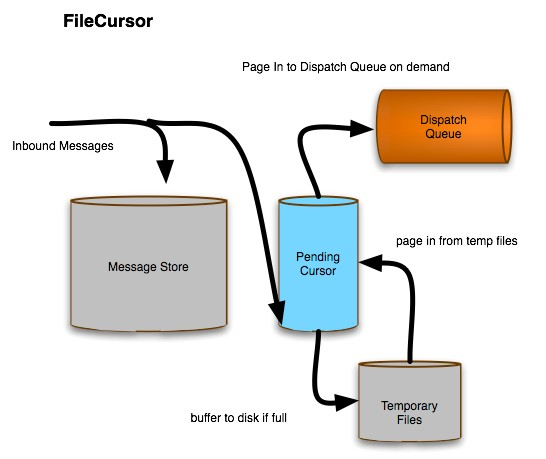 FileCursor
Page In to Dispatch Queue on demand
Dispatch
Queue
Inbound Messages
page in from temp files
Message Store
Pending
Cursor
Temporary
Files
buffer to disk if full